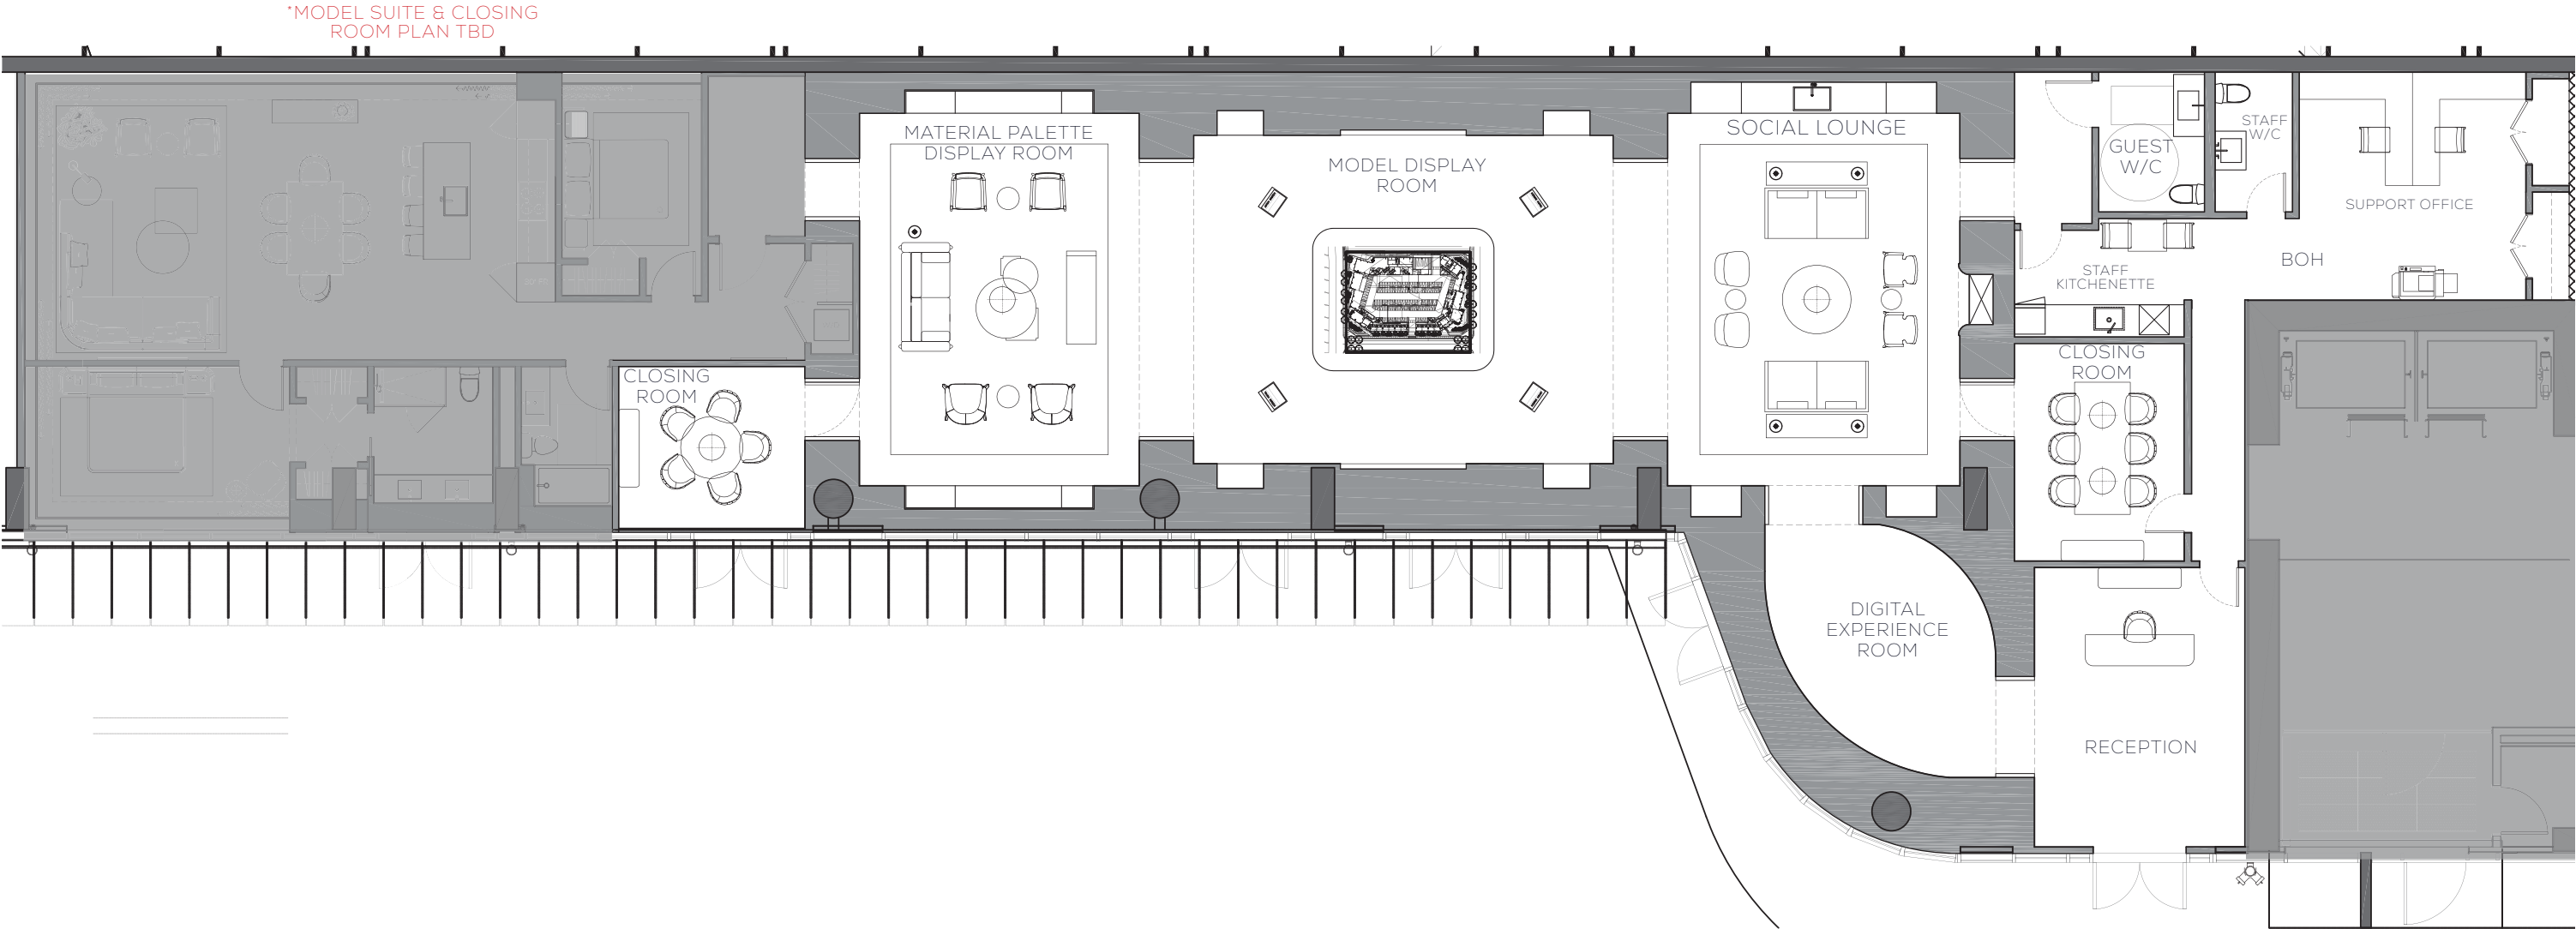 *MODEL SUITE & CLOSING
ROOM PLAN TBD
MATERIAL PALETTE
DISPLAY ROOM
MODEL DISPLAY
ROOM
SOCIAL LOUNGE
GUEST
W/C
STAFF
W/C
SUPPORT OFFICE
BOH
STAFF
KITCHENETTE
CLOSING
ROOM
CLOSING
ROOM
DIGITAL
EXPERIENCE
ROOM
RECEPTION